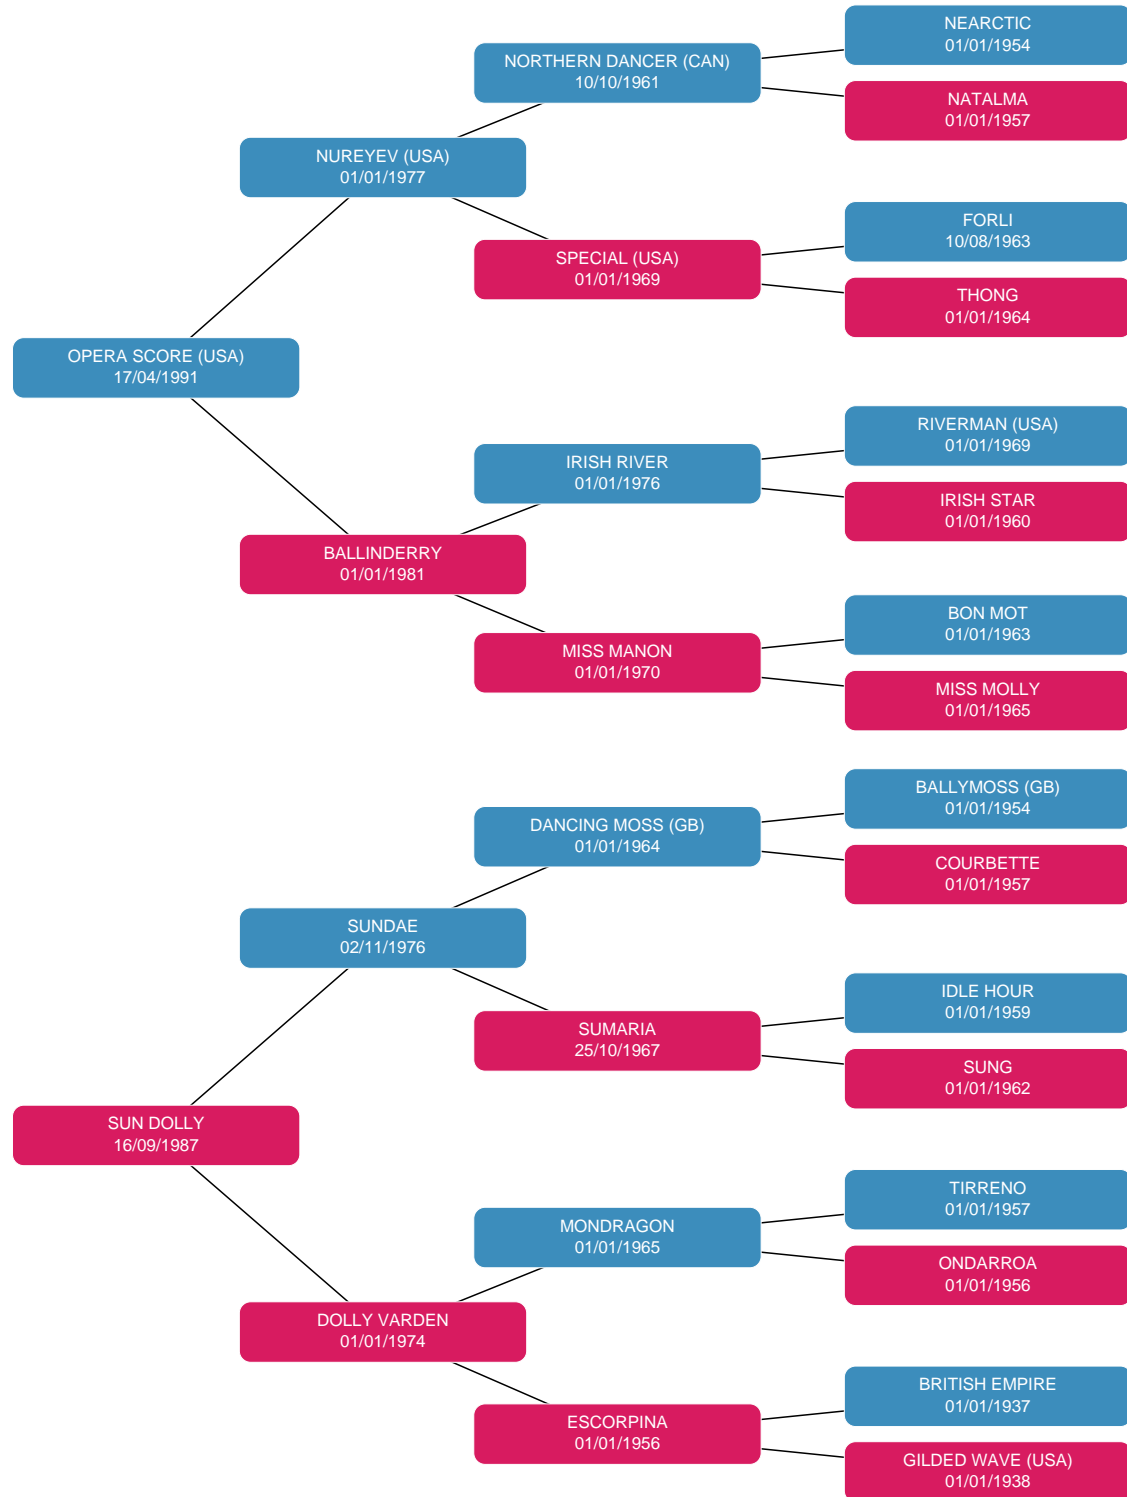 NEARCTIC
01/01/1954
NORTHERN DANCER (CAN)
10/10/1961
NATALMA
01/01/1957
NUREYEV (USA)
01/01/1977
FORLI
10/08/1963
SPECIAL (USA)
01/01/1969
THONG
01/01/1964
OPERA SCORE (USA)
17/04/1991
RIVERMAN (USA)
01/01/1969
IRISH RIVER
01/01/1976
IRISH STAR
01/01/1960
BALLINDERRY
01/01/1981
BON MOT
01/01/1963
MISS MANON
01/01/1970
MISS MOLLY
01/01/1965
BALLYMOSS (GB)
01/01/1954
DANCING MOSS (GB)
01/01/1964
COURBETTE
01/01/1957
SUNDAE
02/11/1976
IDLE HOUR
01/01/1959
SUMARIA
25/10/1967
SUNG
01/01/1962
SUN DOLLY
16/09/1987
TIRRENO
01/01/1957
MONDRAGON
01/01/1965
ONDARROA
01/01/1956
DOLLY VARDEN
01/01/1974
BRITISH EMPIRE
01/01/1937
ESCORPINA
01/01/1956
GILDED WAVE (USA)
01/01/1938